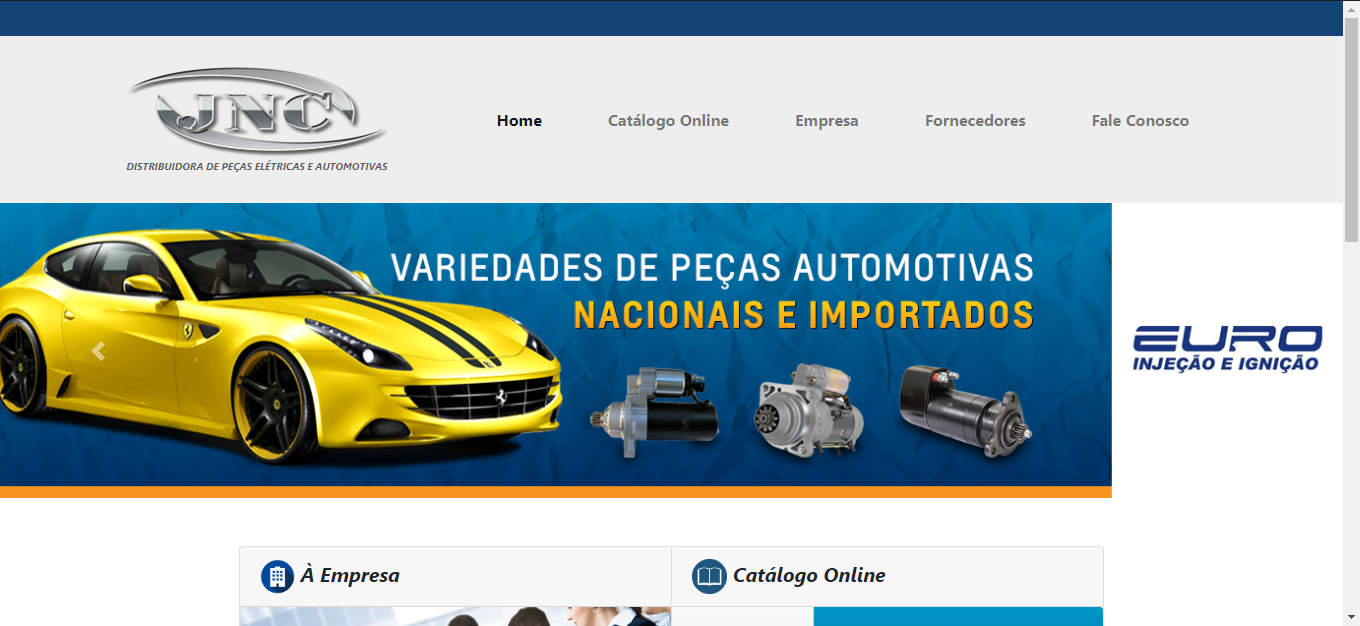 JNC
DISTRIBUIDORA DE PEÇAS ELÉTRICAS E AUTOMOTIVAS
Home
Catálogo Online
Empresa
Fornecedores
Fale Conosco
VARIEDADES DE PEÇAS AUTOMOTIVAS
NACIONAIS E IMPORTADOS
EURO
INJEÇÃO E IGNIÇÃO
À Empresa
Catálogo Online